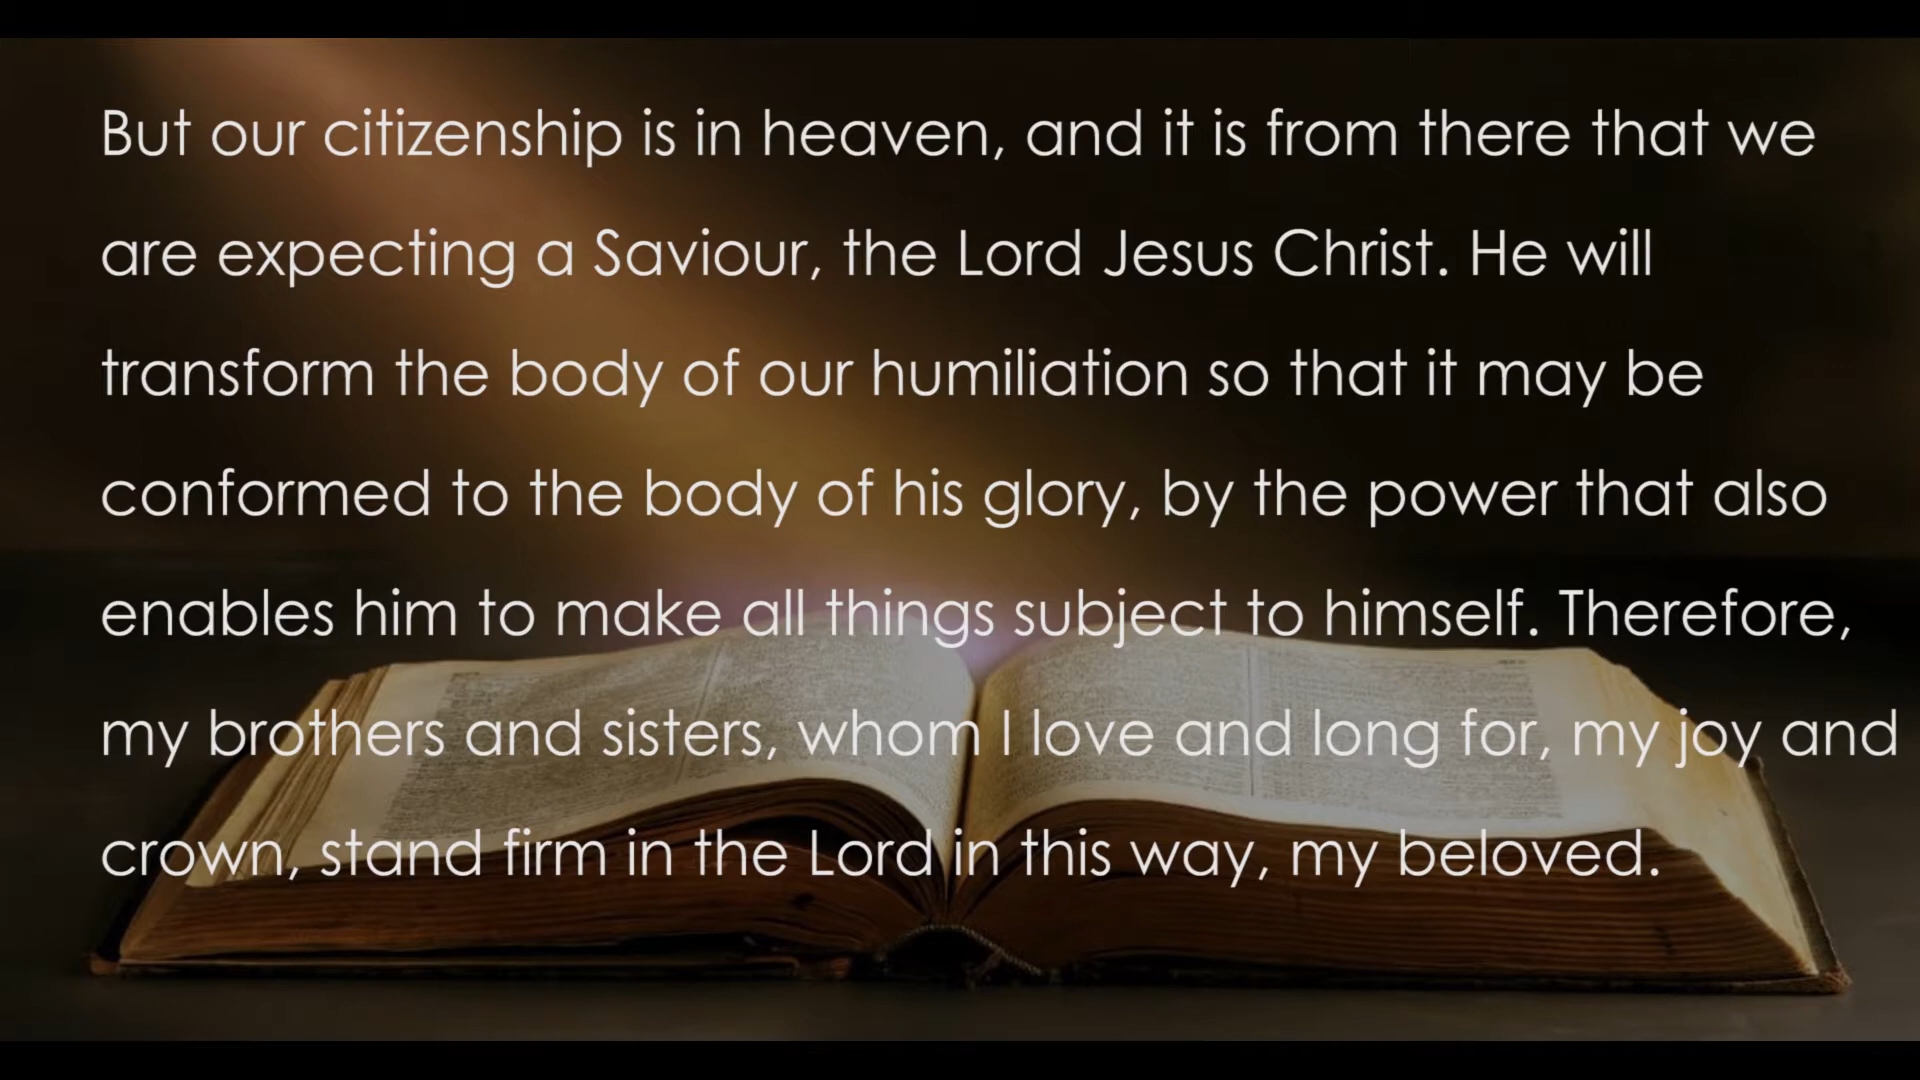 But our citizenship is in heaven, and it is from there that we
are expecting a Saviour, the Lord Jesus Christ. He will
transform the body of our humiliation so that it may be
conformed to the body of his glory, by the power that also
enables him to make all things subject to himself. Therefore,
my brothers and sisters, whom I love and long for, my joy and
crown, stand firm in the Lord in this way, my beloved.